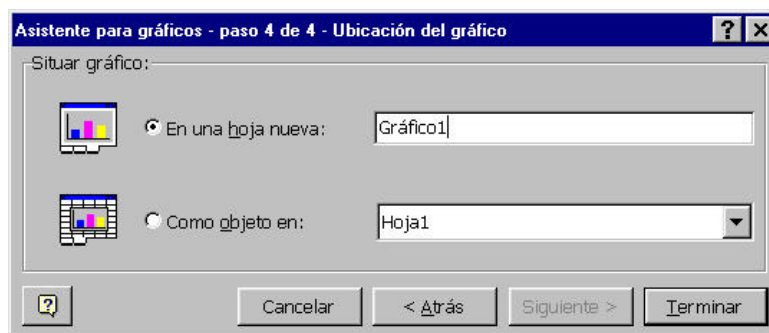 Asistente para gráficos - paso 4 de 4 - Ubicación del gráfico ? X
Situar gráfico:
En una hoja nueva: Gráfico1
Como objeto en: Hoja1
? Cancelar < Atrás Siguiente > Terminar